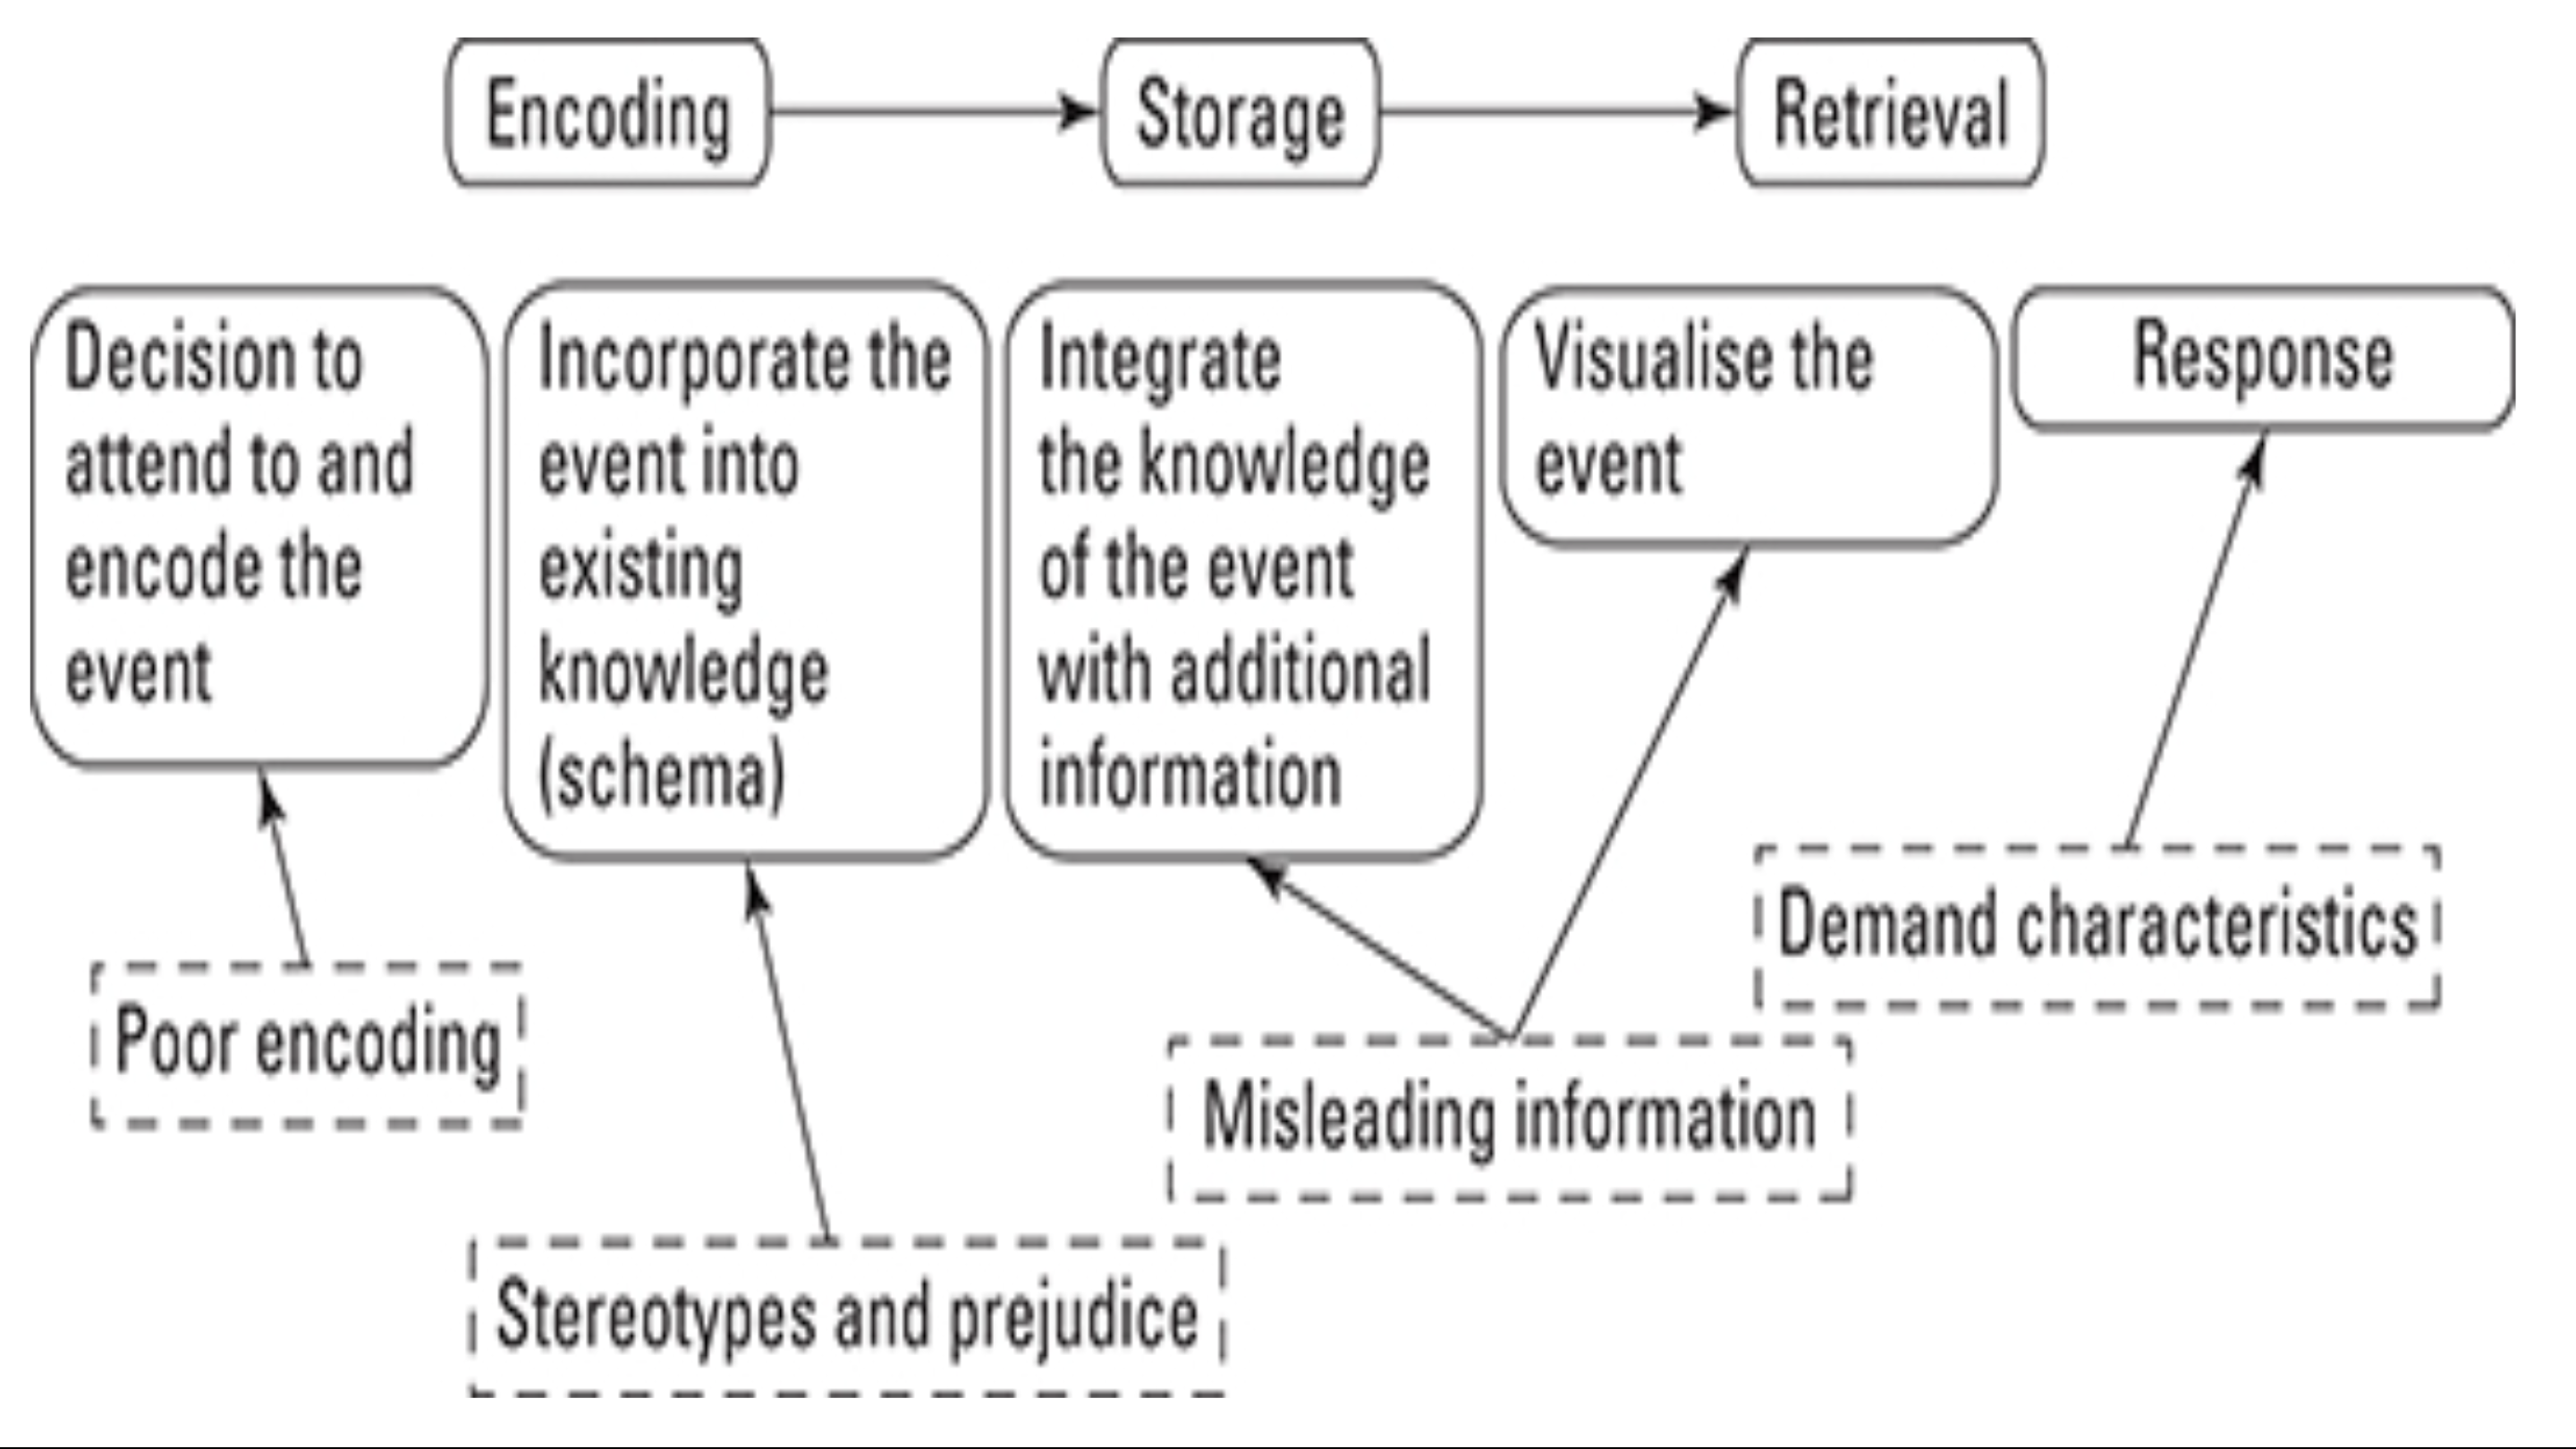 Encoding
Storage
Retrieval
Decision to
attend to and
encode the
event
Incorporate the
event into
existing
knowledge
(schema)
Integrate
the knowledge
of the event
with additional
information
Visualise the
event
Response
Poor encoding
Stereotypes and prejudice
Misleading information
Demand characteristics